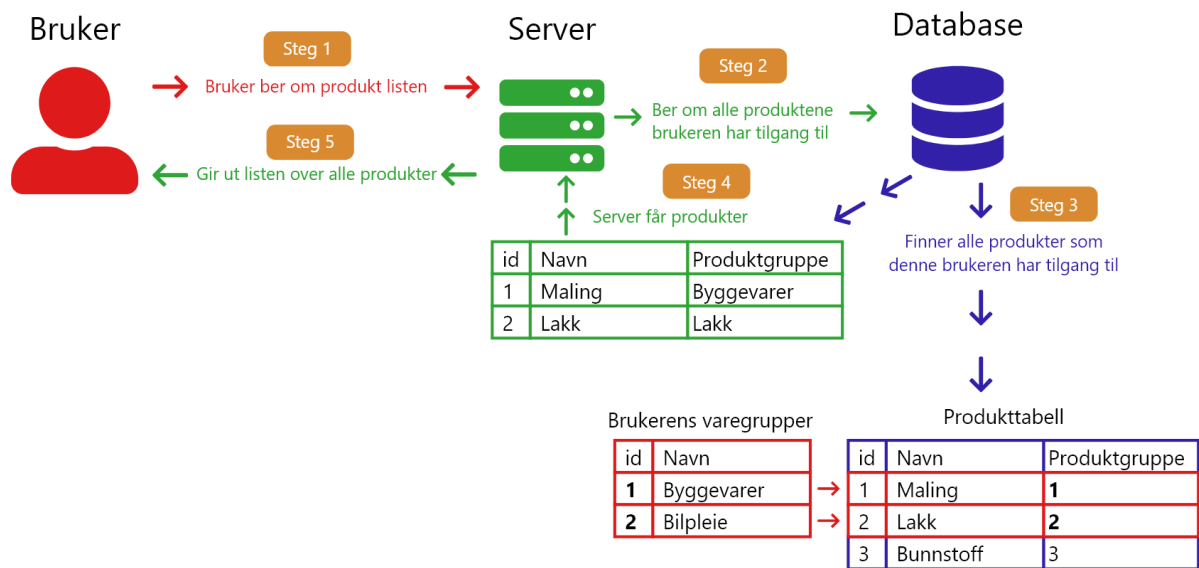 Bruker
Server
Database
Steg 1
Bruker ber om produkt listen
Steg 2
Ber om alle produktene
brukeren har tilgang til
Steg 5
Gir ut listen over alle produkter
Steg 4
Server får produkter
Steg 3
Finner alle produkter som
denne brukeren har tilgang til
id Navn Produktgruppe
1 Maling Byggevarer
2 Lakk Lakk
Brukerens varegrupper
id Navn
1 Byggevarer
2 Bilpleie
Produkttabell
id Navn Produktgruppe
1 Maling 1
2 Lakk 2
3 Bunnstoff 3